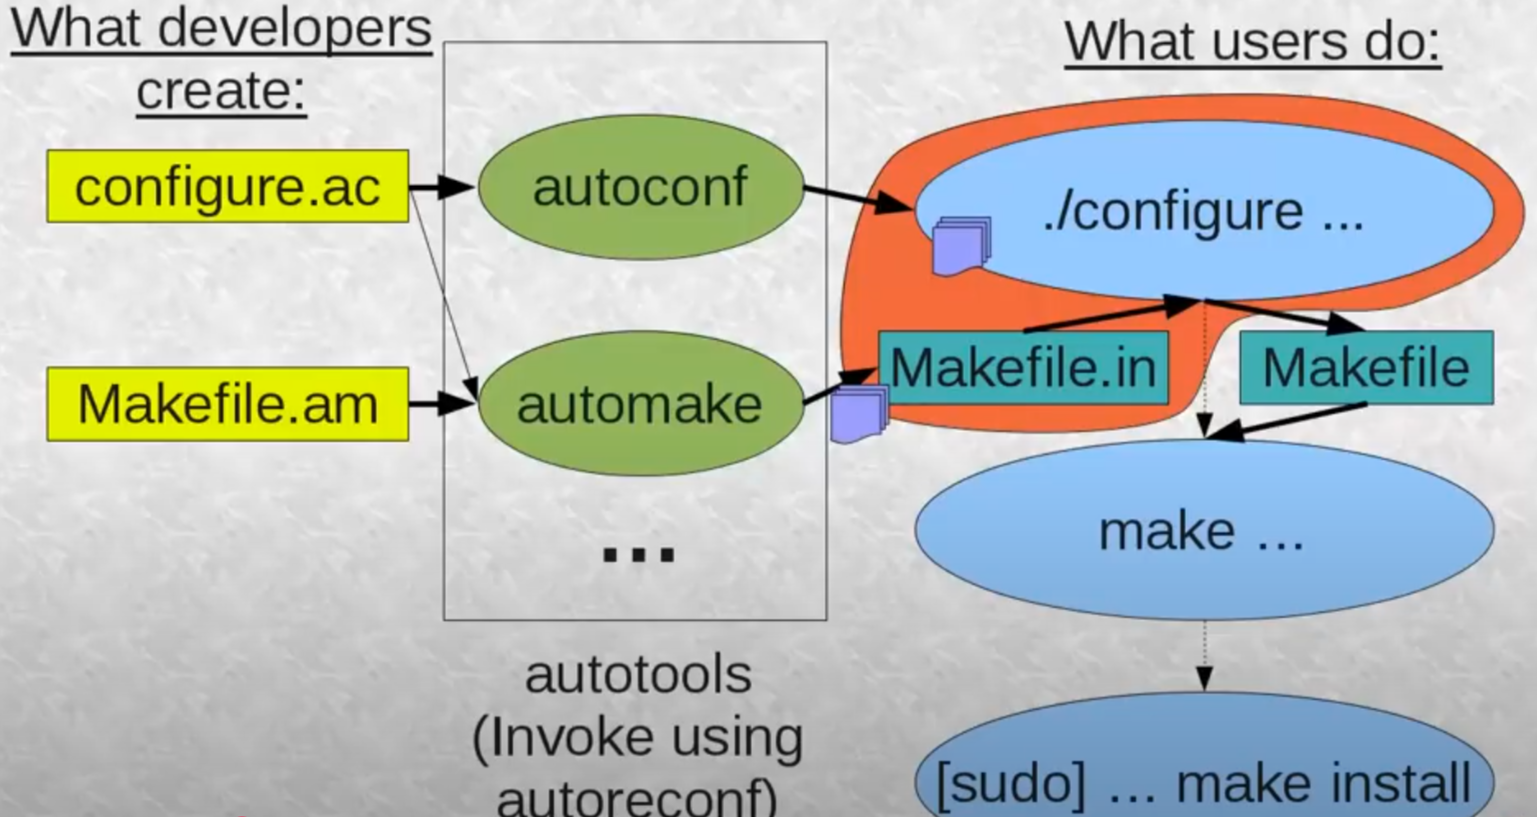 What developers
create:
What users do:
configure.ac
autoconf
./configure ...
Makefile.am
automake
Makefile.in
Makefile
...
make ...
autotools
(Invoke using
autoreconf)
[sudo] ... make install